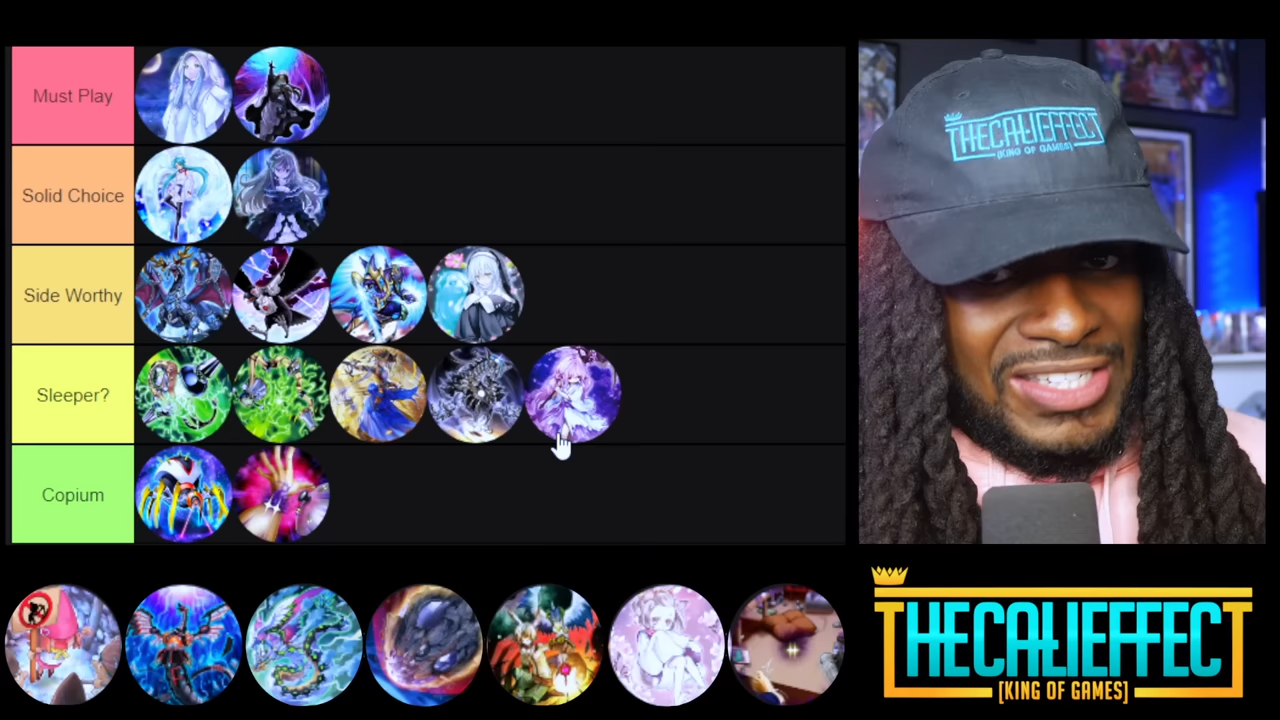 Must Play
Solid Choice
Side Worthy
Sleeper?
Copium
THECALIEFFECT
[KING OF GAMES]
THECALIEFFECT
[KING OF GAMES]